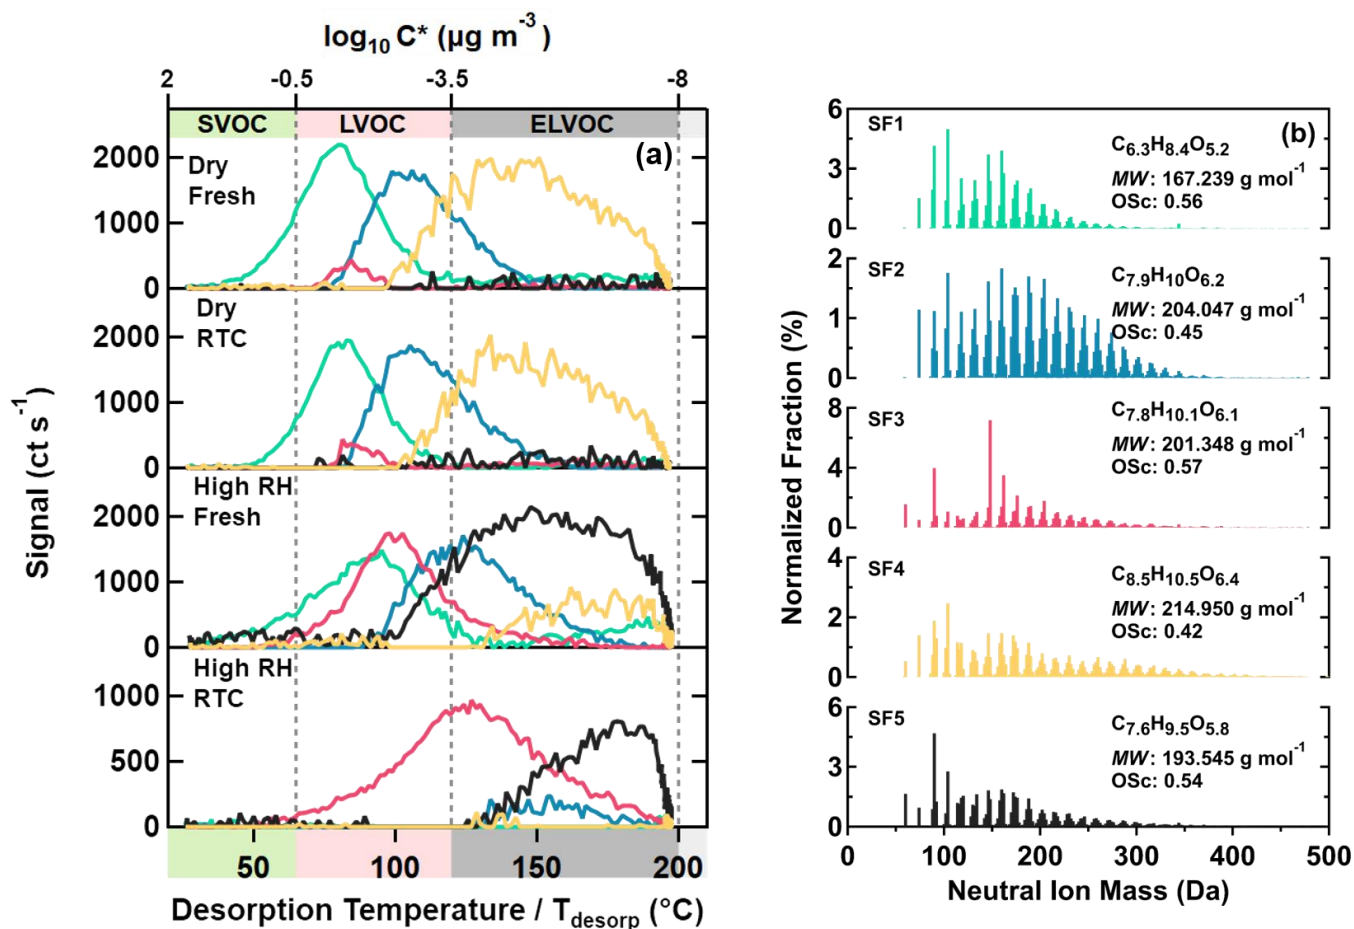 log10 C* (µg m-3 )
2 -0.5 -3.5 -8
SVOC LVOC ELVOC
(a)
Dry
Fresh
2000
1000
0
Dry
RTC
2000
1000
0
High RH
Fresh
2000
1000
0
High RH
RTC
1000
500
0
Signal (ct s-1)
50 100 150 200
Desorption Temperature / Tdesorp (°C)
(b)
SF1
C6.3H8.4O5.2
MW: 167.239 g mol-1
OSc: 0.56
6
3
0
SF2
C7.9H10O6.2
MW: 204.047 g mol-1
OSc: 0.45
2
1
0
SF3
C7.8H10.1O6.1
MW: 201.348 g mol-1
OSc: 0.57
8
4
0
SF4
C8.5H10.5O6.4
MW: 214.950 g mol-1
OSc: 0.42
4
2
0
SF5
C7.6H9.5O5.8
MW: 193.545 g mol-1
OSc: 0.54
6
3
0
Normalized Fraction (%)
0 100 200 300 400 500
Neutral Ion Mass (Da)